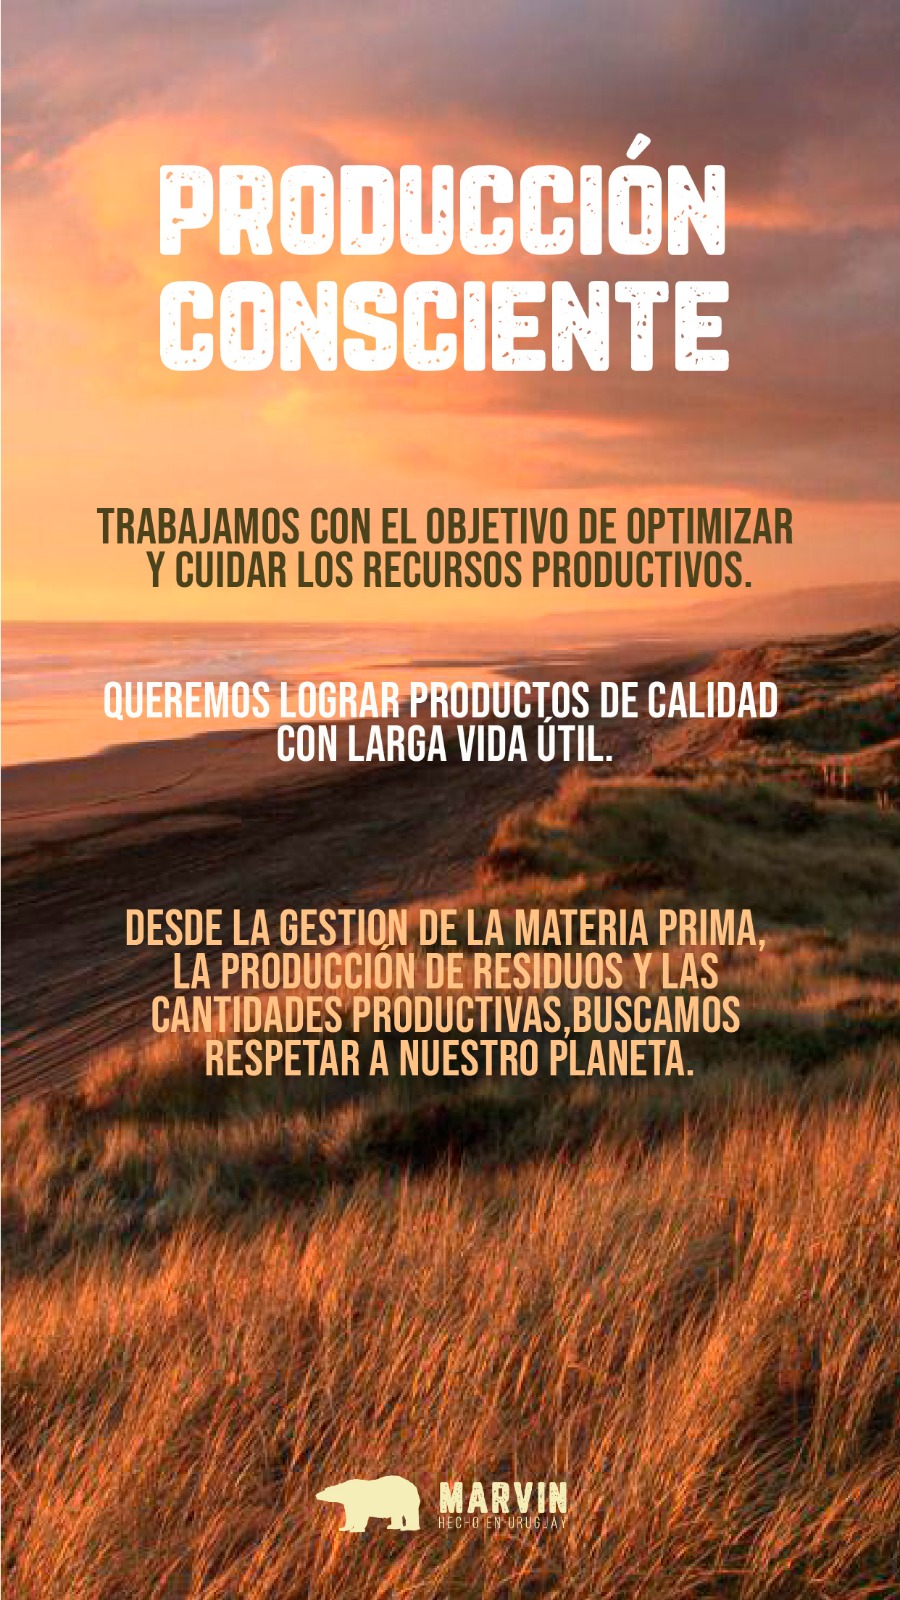 PRODUCCIÓN
CONSCIENTE
TRABAJAMOS CON EL OBJETIVO DE OPTIMIZAR
Y CUIDAR LOS RECURSOS PRODUCTIVOS.
QUEREMOS LOGRAR PRODUCTOS DE CALIDAD
CON LARGA VIDA ÚTIL.
DESDE LA GESTION DE LA MATERIA PRIMA,
LA PRODUCCIÓN DE RESIDUOS Y LAS
CANTIDADES PRODUCTIVAS,BUSCAMOS
RESPETAR A NUESTRO PLANETA.
MARVIN
HECHO EN URUGUAY